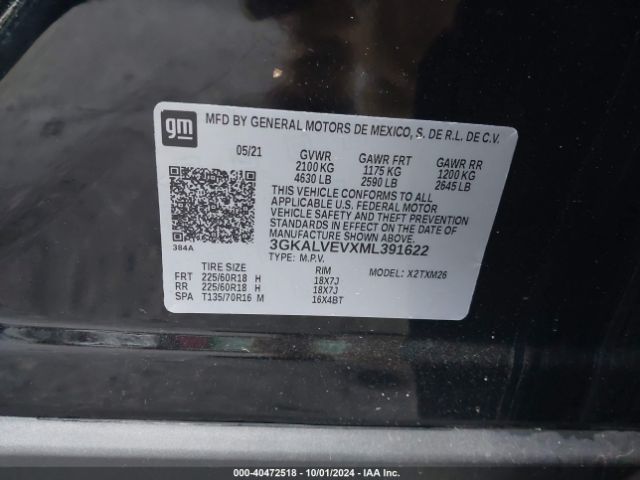 gm
MFD BY GENERAL MOTORS DE MEXICO, S. DE R.L. DE C.V.
05/21 GVWR GAWR FRT GAWR RR
2100 KG 1175 KG 1200 KG
4630 LB 2590 LB 2645 LB
THIS VEHICLE CONFORMS TO ALL
APPLICABLE U.S. FEDERAL MOTOR
VEHICLE SAFETY AND THEFT PREVENTION
STANDARDS IN EFFECT ON THE DATE OF
MANUFACTURE SHOWN ABOVE.
384A
3GKALVEVXML391622
TYPE: M.P.V.
TIRE SIZE RIM MODEL: X2TXM26
FRT 225/60R18 H 18X7J
RR 225/60R18 H 18X7J
SPA T135/70R16 M 16X4BT
000-40472518 - 10/01/2024 - IAA Inc.